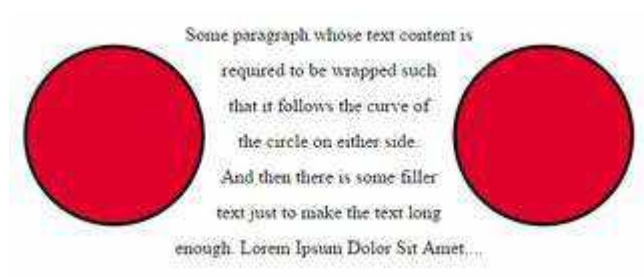 Some paragraph whose text content is
required to be wrapped such
that it follows the curve of
the circle on either side.
And then there is some filler
text just to make the text long
enough. Lorem Ipsum Dolor Sit Amet,...